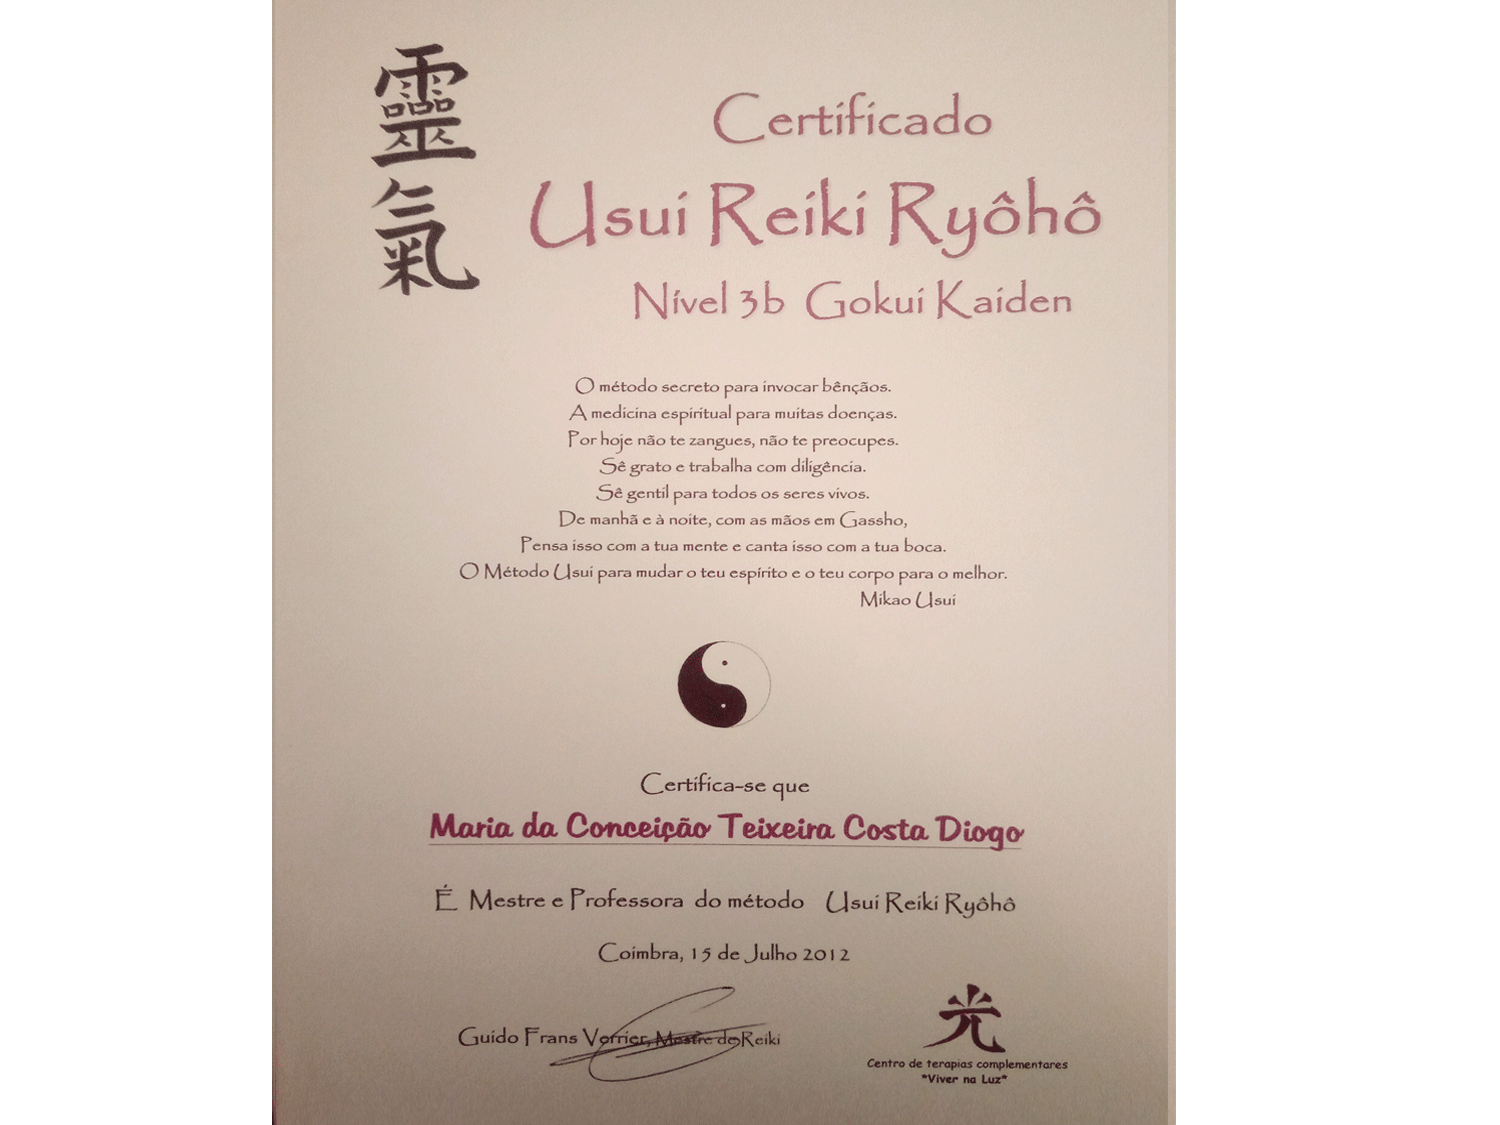 靈氣
Certificado
Usui Reiki Ryôhô
Nível 3b Gokui Kaiden
O método secreto para invocar bênçãos.
A medicina espiritual para muitas doenças.
Por hoje não te zangues, não te preocupes.
Sê grato e trabalha com diligência.
Sê gentil para todos os seres vivos.
De manhã e à noite, com as mãos em Gassho,
Pensa isso com a tua mente e canta isso com a tua boca.
O Método Usui para mudar o teu espírito e o teu corpo para o melhor.
Mikao Usui
Certifica-se que
Maria da Conceição Teixeira Costa Diogo
É Mestre e Professora do método Usui Reiki Ryôhô
Coimbra, 15 de Julho 2012
Guido Frans Verrier, Mestre de Reiki
光
Centro de terapias complementares
"Viver na Luz"